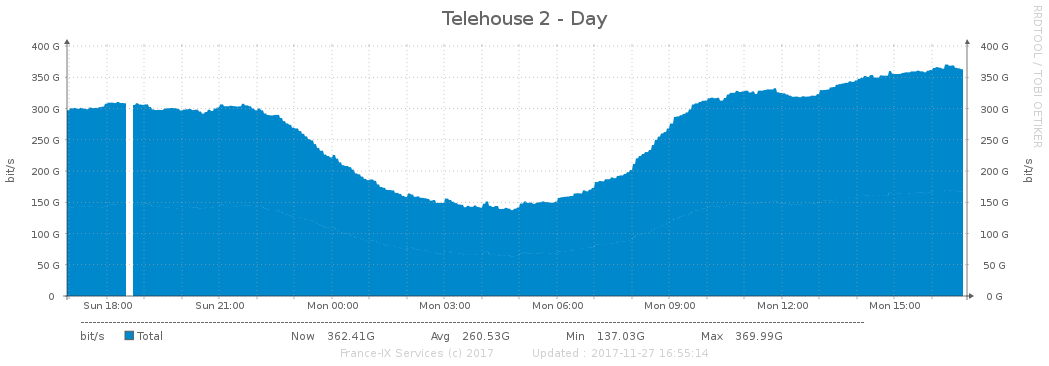 Telehouse 2 - Day
RRDTOOL / TOBI OETIKER
400 G 400 G
350 G 350 G
300 G 300 G
250 G 250 G
200 G 200 G
150 G 150 G
100 G 100 G
50 G 50 G
0 0 G
bit/s bit/s
Sun 18:00 Sun 21:00 Mon 00:00 Mon 03:00 Mon 06:00 Mon 09:00 Mon 12:00 Mon 15:00
bit/s Total Now 362.41G Avg 260.53G Min 137.03G Max 369.99G
France-IX Services (c) 2017 Updated : 2017-11-27 16:55:14